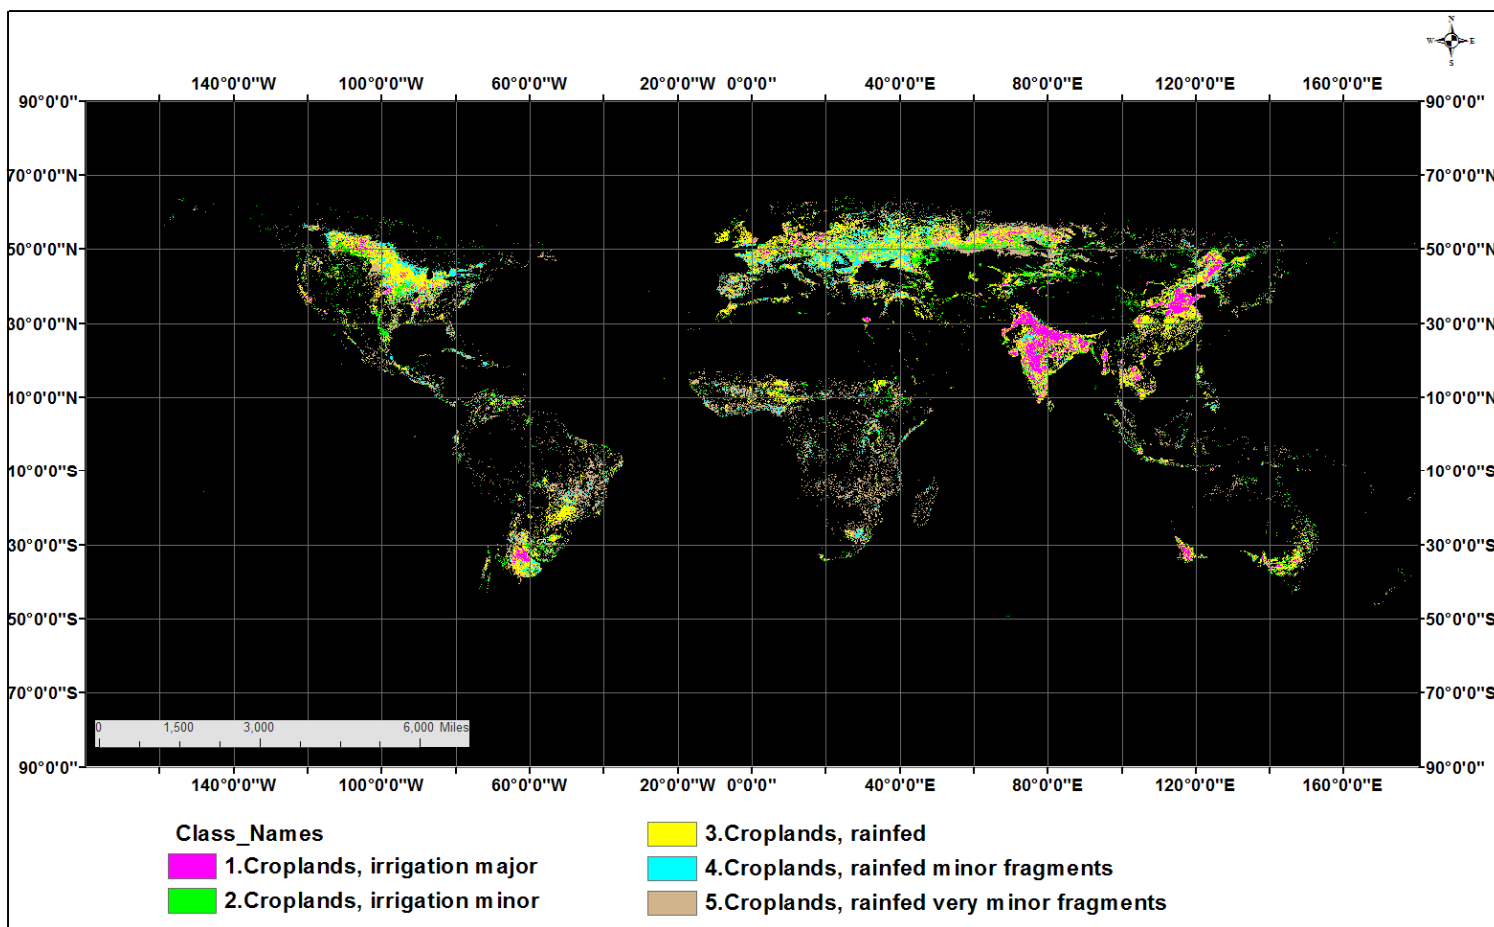 N
W E
S
140°0'0"W 100°0'0"W 60°0'0"W 20°0'0"W 0°0'0" 40°0'0"E 80°0'0"E 120°0'0"E 160°0'0"E
90°0'0" 90°0'0"
70°0'0"N 70°0'0"N
50°0'0"N 50°0'0"N
30°0'0"N 30°0'0"N
10°0'0"N 10°0'0"N
10°0'0"S 10°0'0"S
30°0'0"S 30°0'0"S
50°0'0"S 50°0'0"S
70°0'0"S 70°0'0"S
0 1,500 3,000 6,000 Miles
90°0'0" 90°0'0"
140°0'0"W 100°0'0"W 60°0'0"W 20°0'0"W 0°0'0" 40°0'0"E 80°0'0"E 120°0'0"E 160°0'0"E
Class_Names
1.Croplands, irrigation major
2.Croplands, irrigation minor
3.Croplands, rainfed
4.Croplands, rainfed minor fragments
5.Croplands, rainfed very minor fragments